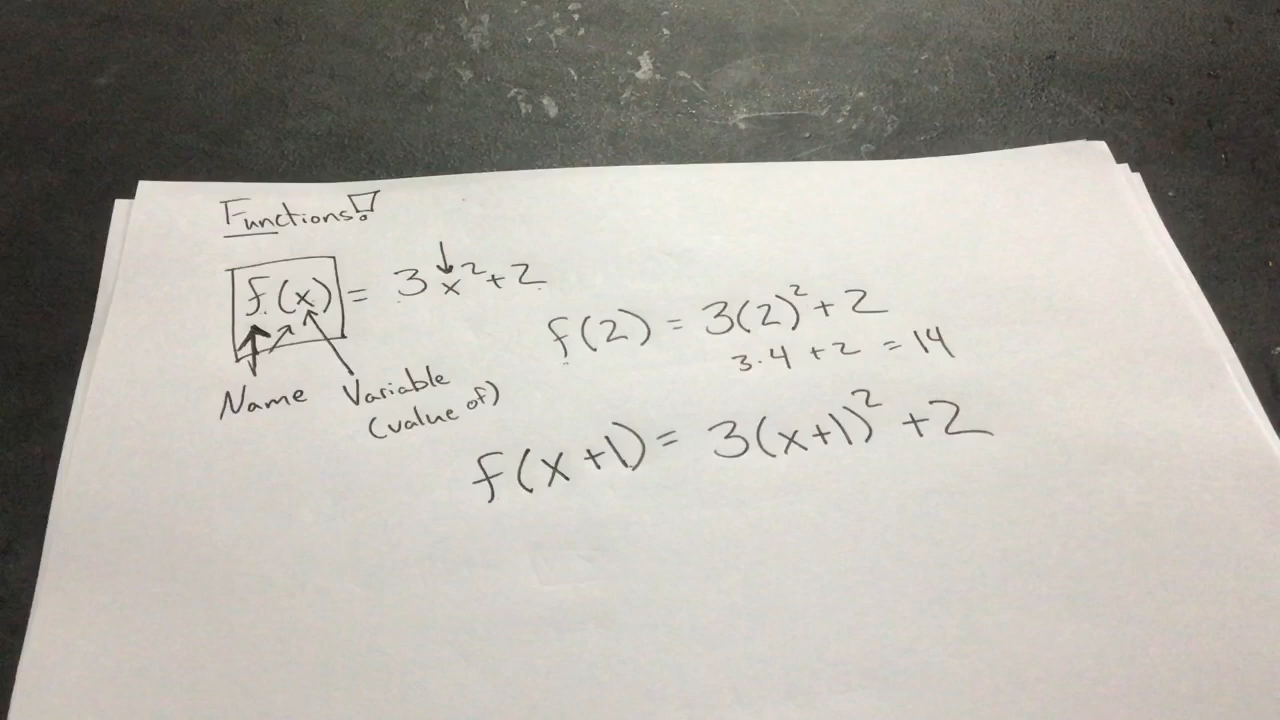 Functions!
f(x) = 3x²+2
f(2) = 3(2)²+2
3·4 +2 = 14
Name Variable
(value of)
f(x+1) = 3(x+1)² +2